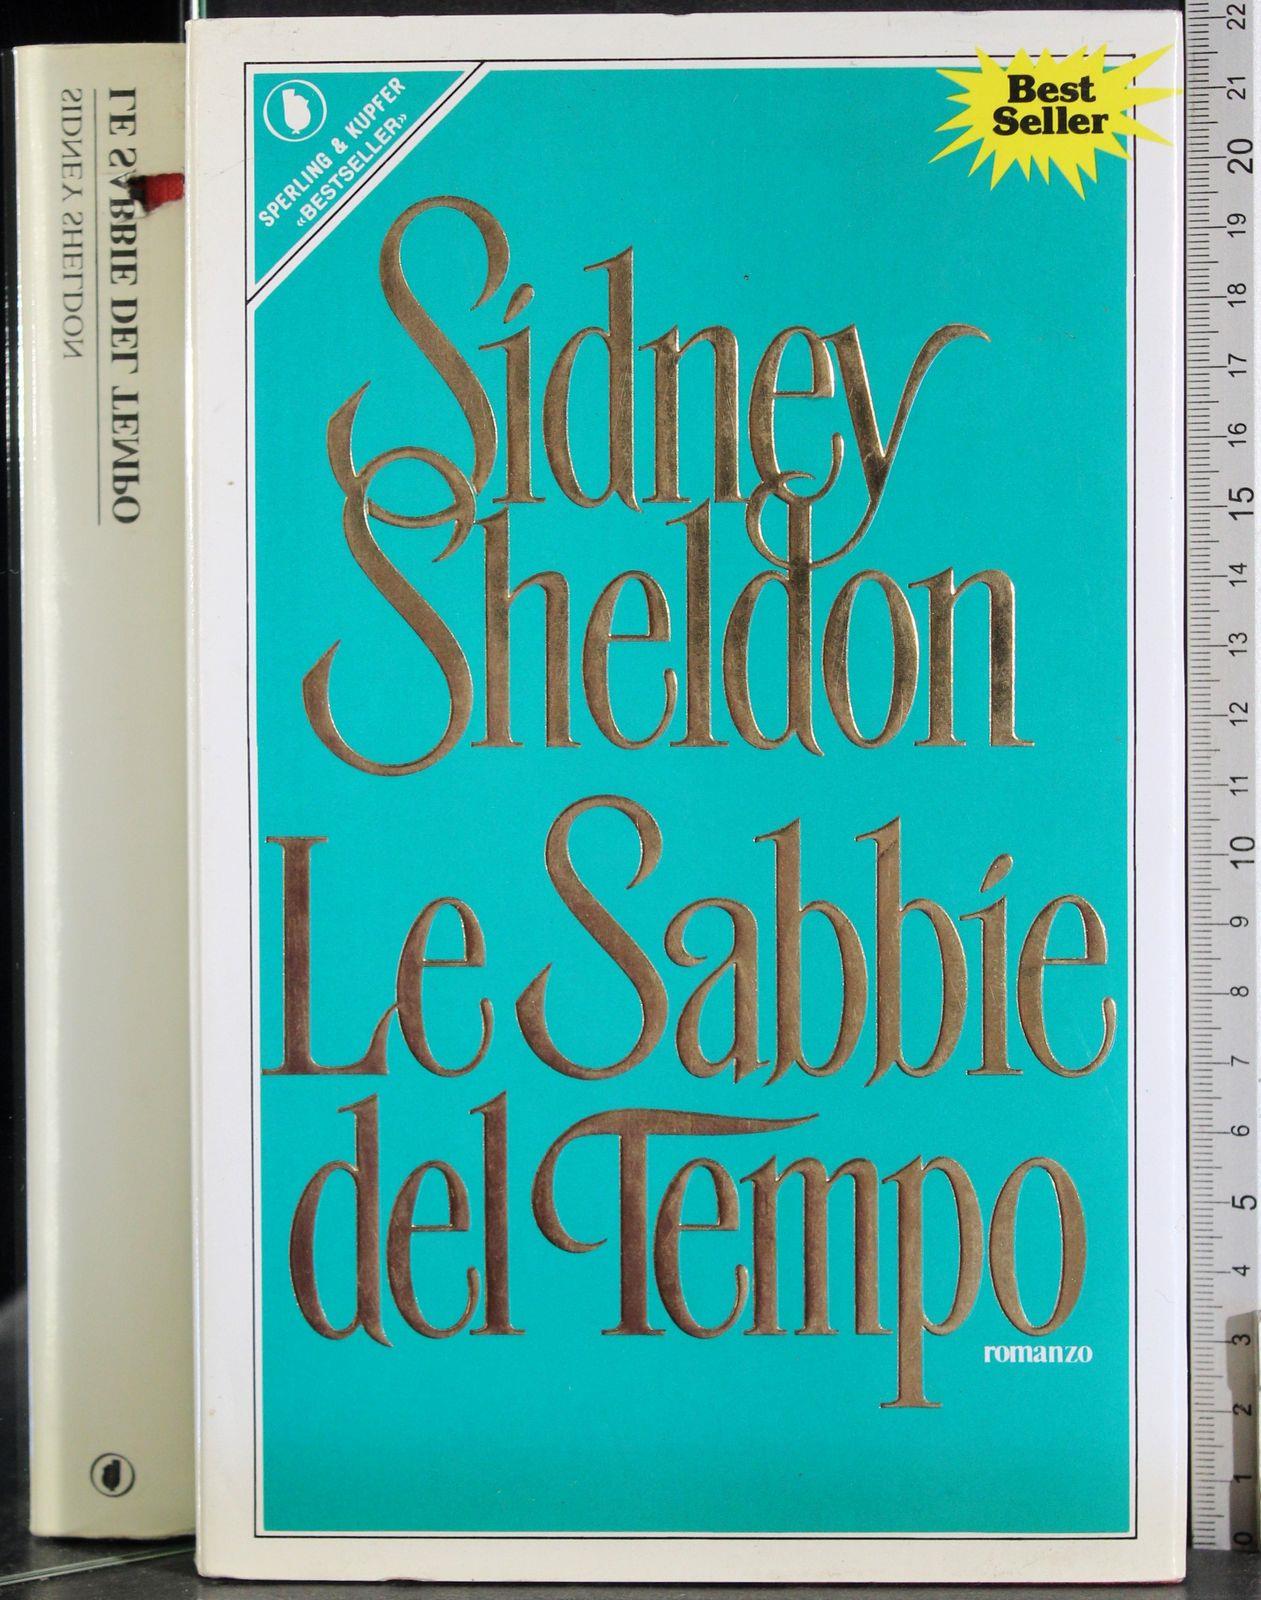 SIDNEY SHELDON
LE SABBIE DEL TEMPO
SPERLING & KUPFER
«BESTSELLER»
Best
Seller
Sidney
Sheldon
Le Sabbie
del Tempo
romanzo
22
21
20
19
18
17
16
15
14
13
12
11
10
9
8
7
6
5
4
3
2
1
0